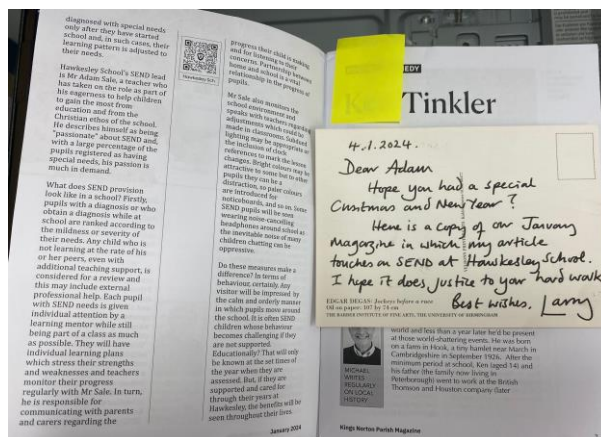 diagnosed with special needs
only after they have started
school and, in such cases, their
learning pattern is adjusted to
their needs.
Hawkesley School's SEND lead
is Mr Adam Sale, a teacher who
has taken on the role as part of
his eagerness to help children
to gain the most from
education and from the
Christian ethos of the school.
He describes himself as being
"passionate" about SEND and,
with a large percentage of the
pupils registered as having
special needs, his passion is
much in demand.
What does SEND provision
look like in a school? Firstly,
pupils with a diagnosis or who
obtain a diagnosis while at
school are ranked according to
the mildness or severity of
their needs. Any child who is
not learning at the rate of his
or her peers, even with
additional teaching support, is
considered for a review and
this may include external
professional help. Each pupil
with SEND needs is given
individual attention by a
learning mentor while still
being part of a class as much
as possible. They will have
individual learning plans
which stress their strengths
and weaknesses and teachers
monitor their progress
regularly with Mr Sale. In turn,
he is responsible for
communicating with parents
and carers regarding the
Hawkesley Sch.
progress their child is making
and for listening to their
concerns. Partnership between
home and school is a vital
relationship in the progress of
pupils.
Mr Sale also monitors the
school environment and
speaks with teachers regarding
adjustments which could be
made in classrooms. Subdued
lighting may be appropriate or
the inclusion of clock
references to mark the lesson
changes. Bright colours may be
attractive to some but to other
pupils they can be a
distraction, so paler colours
are introduced for
noticeboards, and so on. Some
SEND pupils will be seen
wearing noise-cancelling
headphones around school as
the inevitable noise of many
children chatting can be
oppressive.
Do these measures make a
difference? In terms of
behaviour, certainly. Any
visitor will be impressed by
the calm and orderly manner
in which pupils move around
the school. It is often SEND
children whose behaviour
becomes challenging if they
are not supported.
Educationally? That will only
be known at the set times of
the year when they are
assessed. But, if they are
supported and cared for
through their years at
Hawkesley, the benefits will be
seen throughout their lives.
January 2024
EDY
Ken Tinkler
4.1.2024.
Dear Adam
Hope you had a special
Christmas and New Year?
Here is a copy of our January
magazine in which my article
touches on SEND at Hawkesley School.
I hope it does justice to your hard work
Best wishes, Larry
EDGAR DEGAS: Jockeys before a race
Oil on paper: 107 by 74 cm
THE BARBER INSTITUTE OF FINE ARTS, THE UNIVERSITY OF BIRMINGHAM
MICHAEL
WRITES
REGULARLY
ON LOCAL
HISTORY
world and less than a year later he'd be present
at those world-shattering events. He was born
on a farm in Hook, a tiny hamlet near March in
Cambridgeshire in September 1926. After the
minimum period at school, Ken (aged 14) and
his father (the family now living in
Peterborough) went to work at the British
Thomson and Houston company (later
Kings Norton Parish Magazine